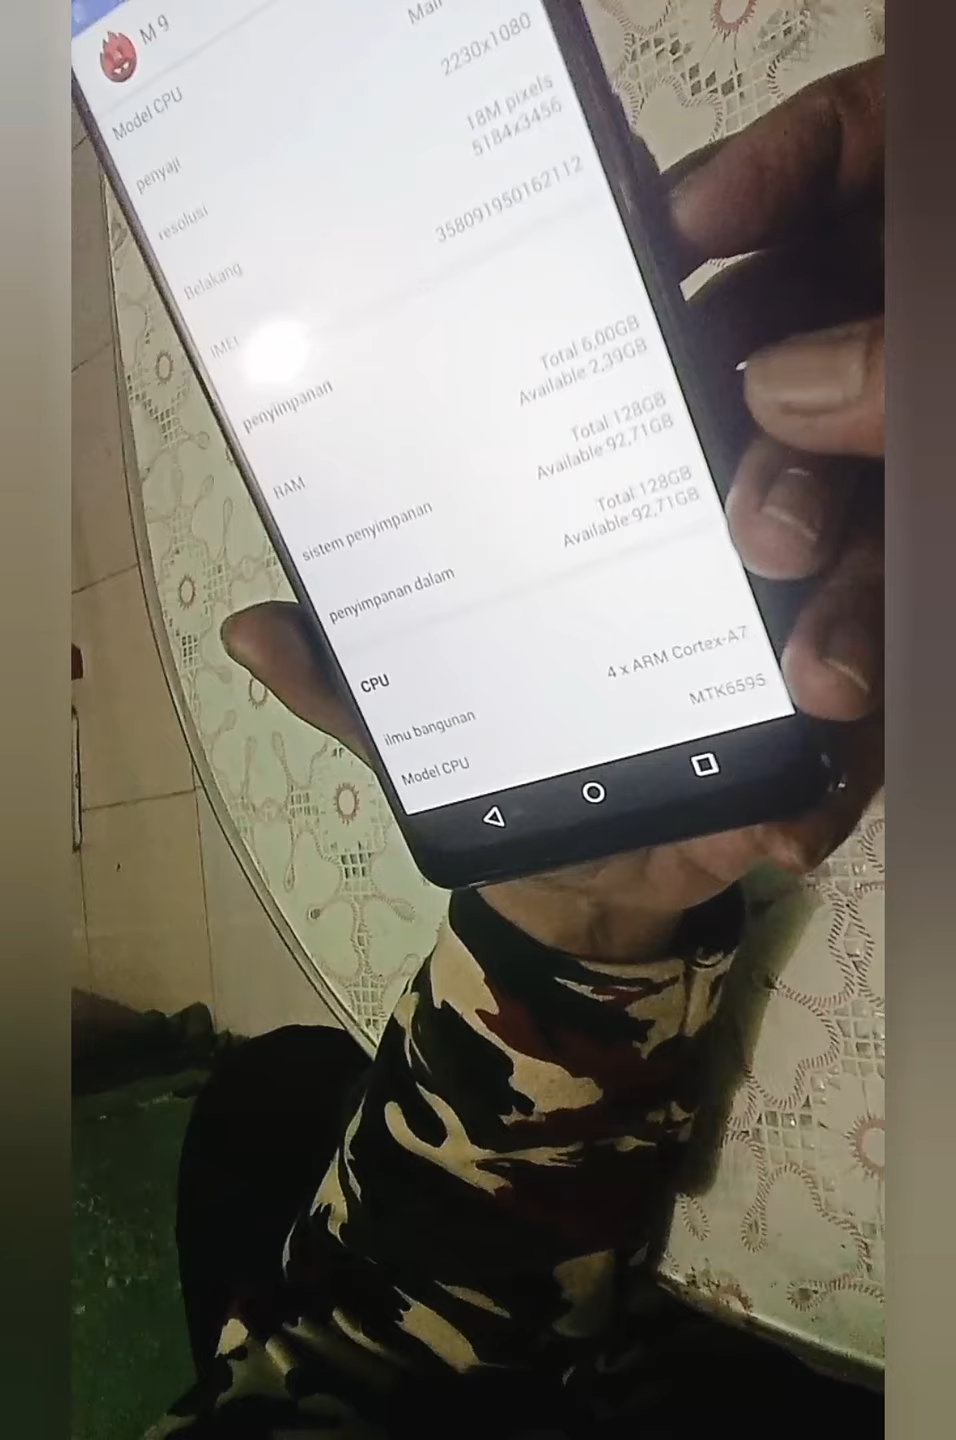 M 9
Model CPU
Mali
penyaji
2230x1080
resolusi
18M pixels
5184x3456
Belakang
358091950162112
IMEI
penyimpanan
Total 6,00GB
Available:2,39GB
RAM
Total:128GB
Available:92,71GB
sistem penyimpanan
Total:128GB
Available:92,71GB
penyimpanan dalam
CPU
4 x ARM Cortex-A7
ilmu bangunan
MTK6595
Model CPU